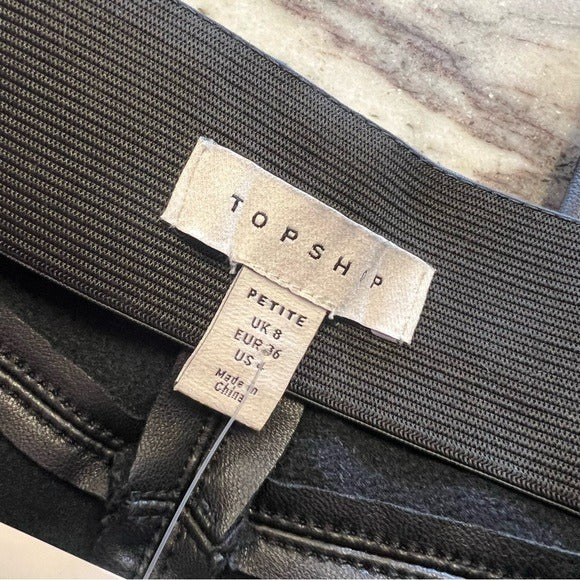 TOPSHOP
PETITE
UK 8
EUR 36
US
Made in
China